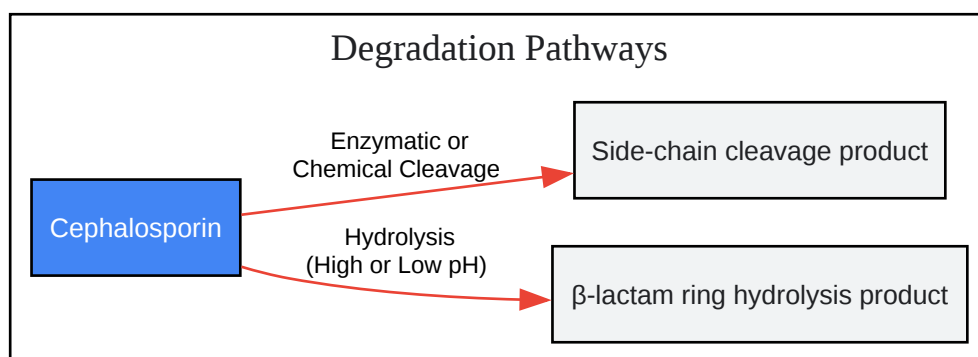 Degradation Pathways
Enzymatic or
Chemical Cleavage
Side-chain cleavage product
Cephalosporin
Hydrolysis
(High or Low pH)
β-lactam ring hydrolysis product